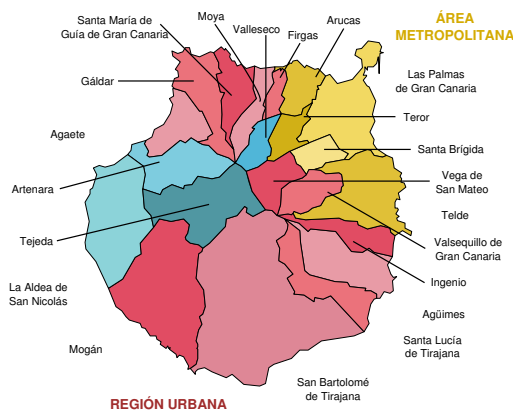 ÁREA
METROPOLITANA
Santa María de
Guía de Gran Canaria
Moya
Valleseco
Firgas
Arucas
Gáldar
Las Palmas
de Gran Canaria
Teror
Agaete
Santa Brígida
Artenara
Vega de
San Mateo
Telde
Tejeda
Valsequillo de
Gran Canaria
Ingenio
La Aldea de
San Nicolás
Agüimes
Mogán
Santa Lucía
de Tirajana
San Bartolomé
de Tirajana
REGIÓN URBANA